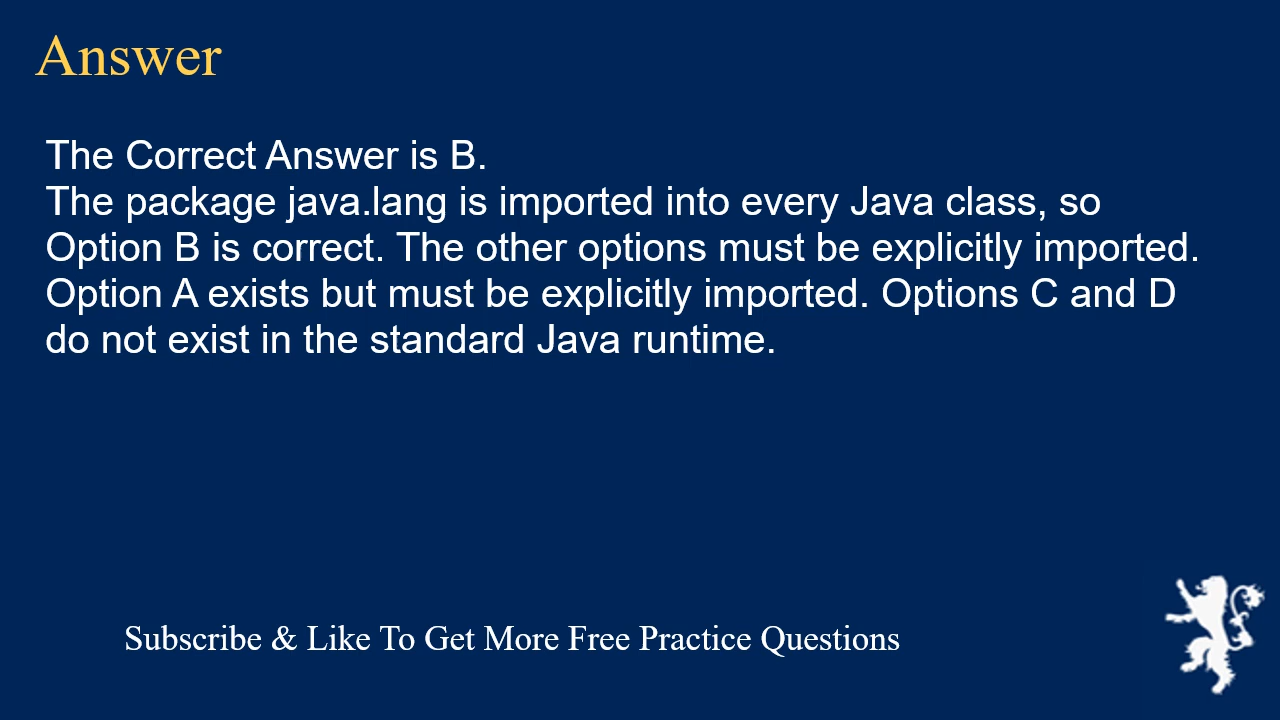 Answer
The Correct Answer is B.
The package java.lang is imported into every Java class, so
Option B is correct. The other options must be explicitly imported.
Option A exists but must be explicitly imported. Options C and D
do not exist in the standard Java runtime.
Subscribe & Like To Get More Free Practice Questions